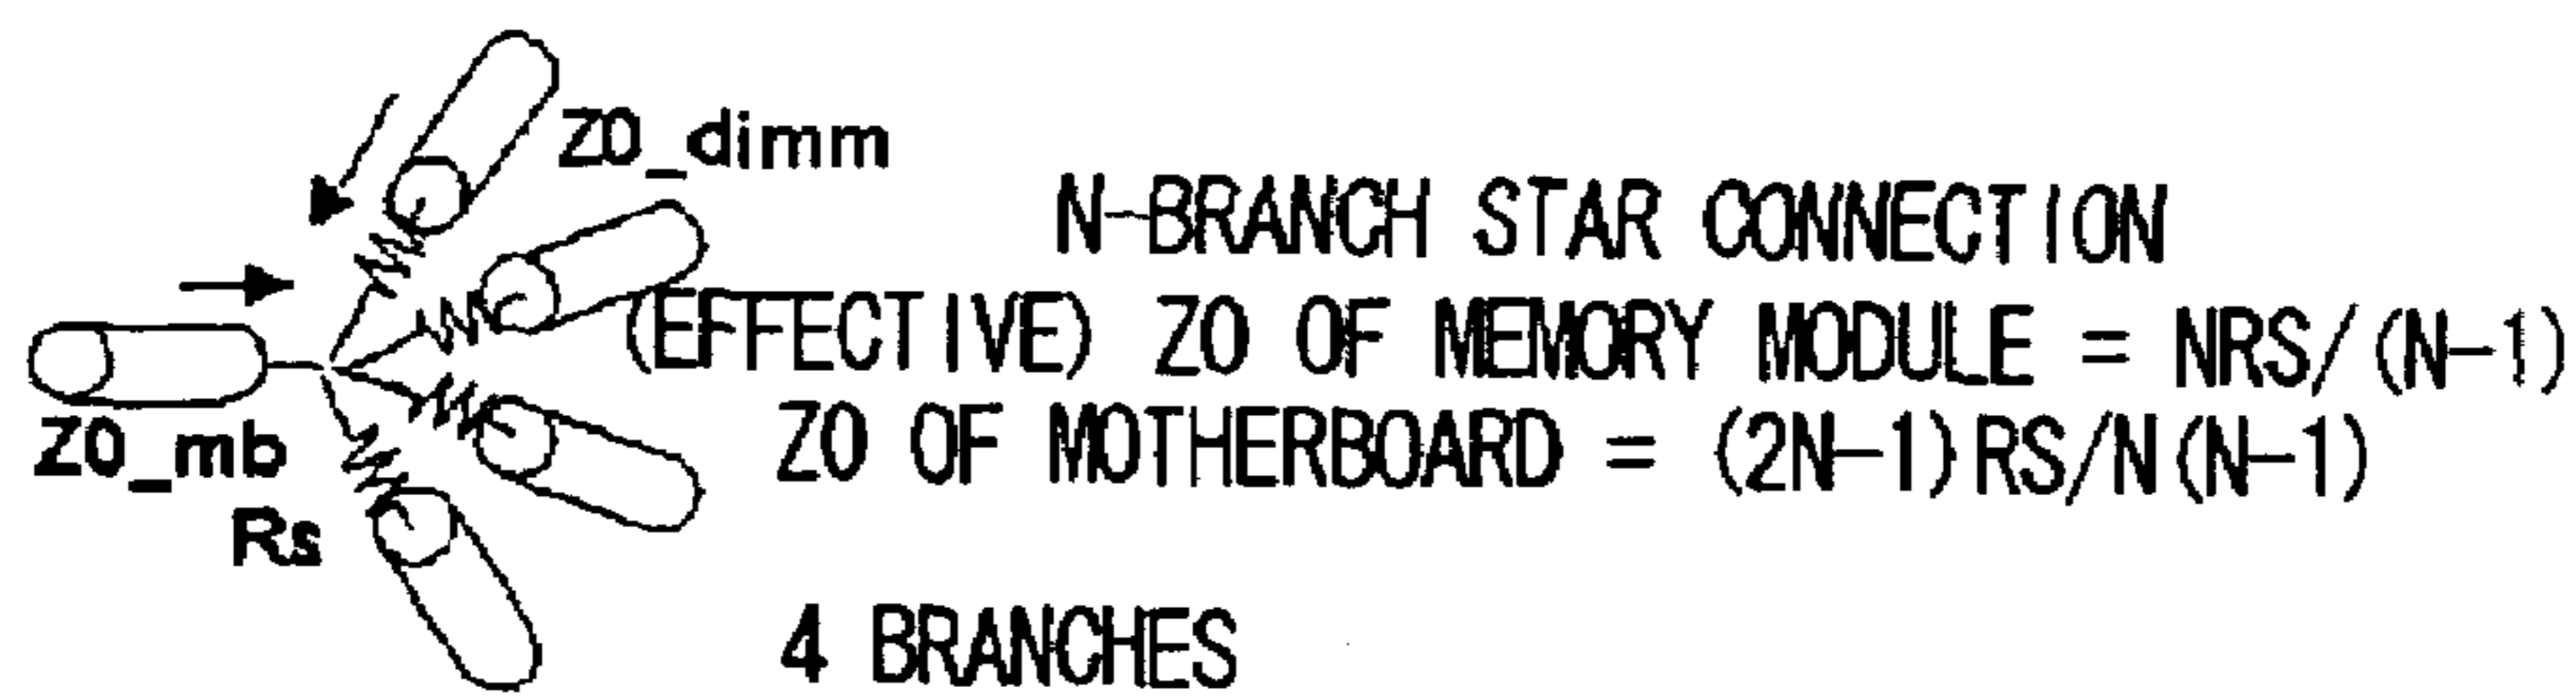 Z0_dimm
N-BRANCH STAR CONNECTION
(EFFECTIVE) Z0 OF MEMORY MODULE = NRS/(N-1)
Z0_mb
Z0 OF MOTHERBOARD = (2N-1)RS/N(N-1)
Rs
4 BRANCHES